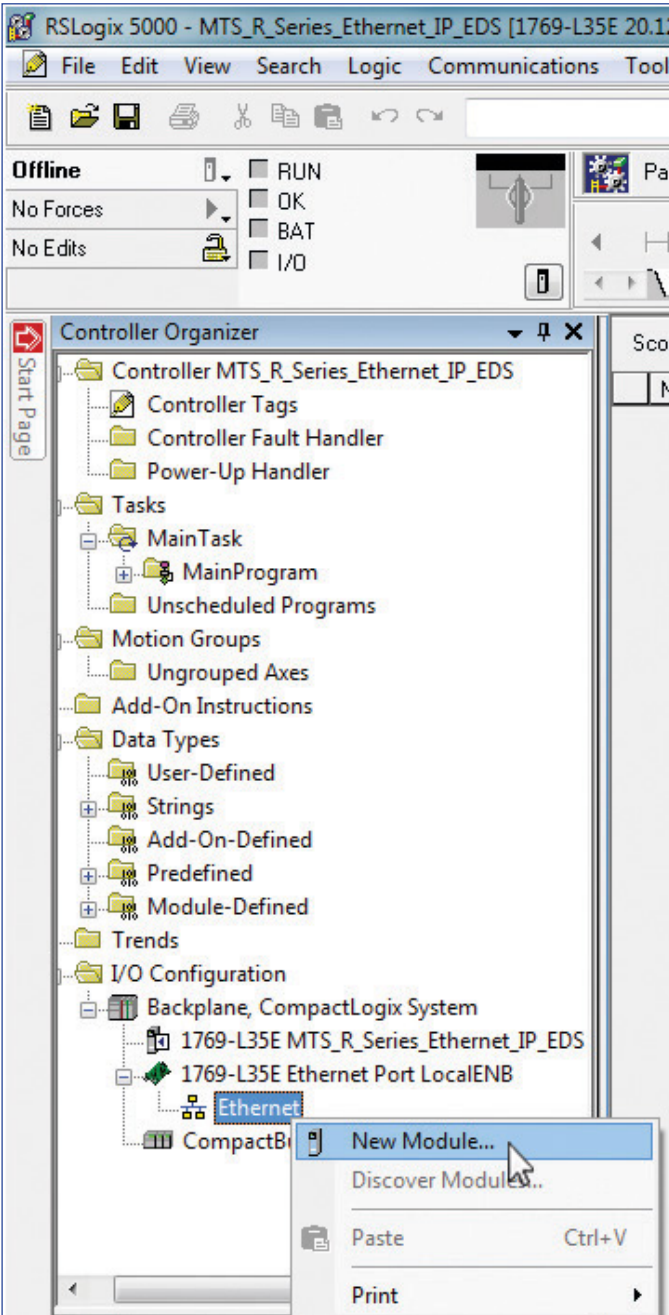 RSLogix 5000 - MTS_R_Series_Ethernet_IP_EDS [1769-L35E 20.12
File Edit View Search Logic Communications Tool
Offline
RUN
No Forces
OK
No Edits
BAT
I/O
Pa
Start Page
Controller Organizer
Sco
N
Controller MTS_R_Series_Ethernet_IP_EDS
Controller Tags
Controller Fault Handler
Power-Up Handler
Tasks
MainTask
MainProgram
Unscheduled Programs
Motion Groups
Ungrouped Axes
Add-On Instructions
Data Types
User-Defined
Strings
Add-On-Defined
Predefined
Module-Defined
Trends
I/O Configuration
Backplane, CompactLogix System
1769-L35E MTS_R_Series_Ethernet_IP_EDS
1769-L35E Ethernet Port LocalENB
Ethernet
CompactB
New Module...
Discover Modules...
Paste Ctrl+V
Print